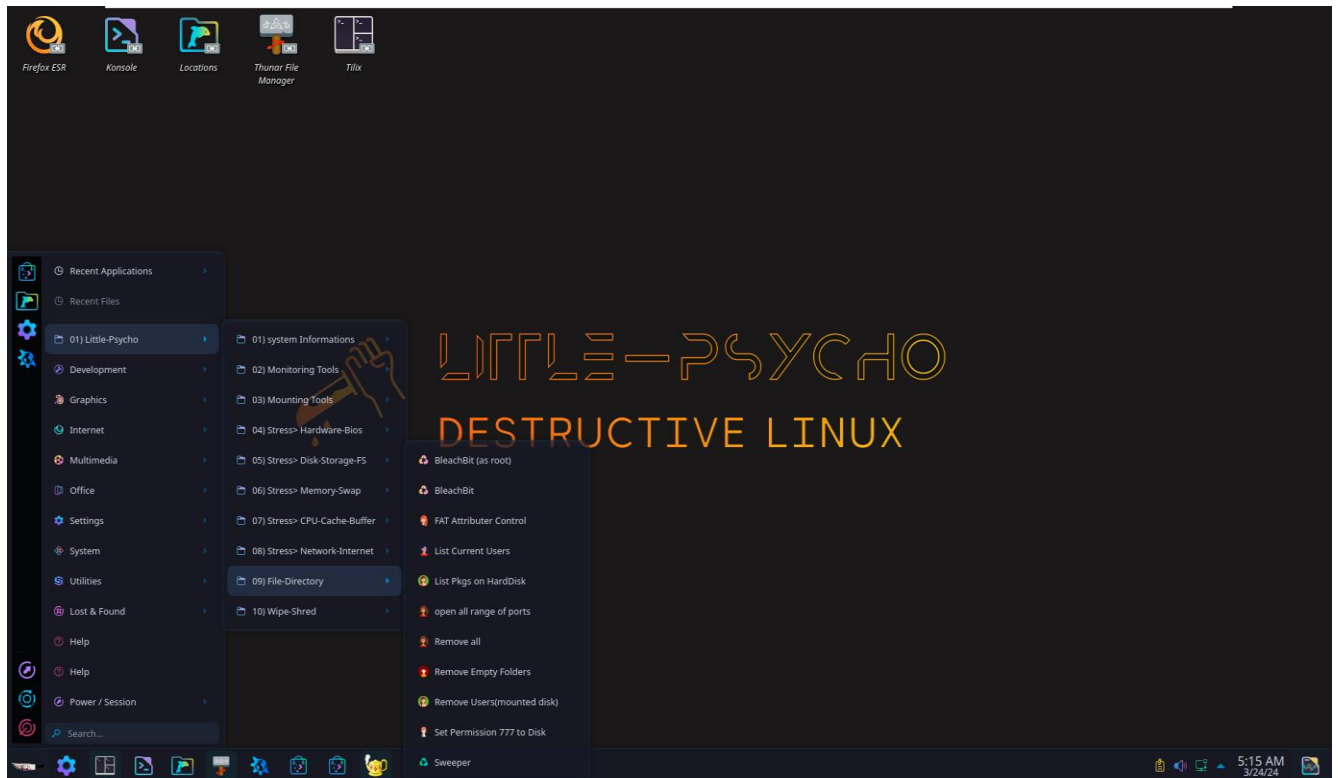 Firefox ESR
Konsole
Locations
Thunar File
Manager
Tilix
LITTLE-PSYCHO
DESTRUCTIVE LINUX
Recent Applications
Recent Files
01) Little-Psycho
Development
Graphics
Internet
Multimedia
Office
Settings
System
Utilities
Lost & Found
Help
Help
Power / Session
Search...
01) system Informations
02) Monitoring Tools
03) Mounting Tools
04) Stress> Hardware-Bios
05) Stress> Disk-Storage-FS
06) Stress> Memory-Swap
07) Stress> CPU-Cache-Buffer
08) Stress> Network-Internet
09) File-Directory
10) Wipe-Shred
BleachBit (as root)
BleachBit
FAT Attributer Control
List Current Users
List Pkgs on HardDisk
open all range of ports
Remove all
Remove Empty Folders
Remove Users(mounted disk)
Set Permission 777 to Disk
Sweeper
5:15 AM
3/24/24